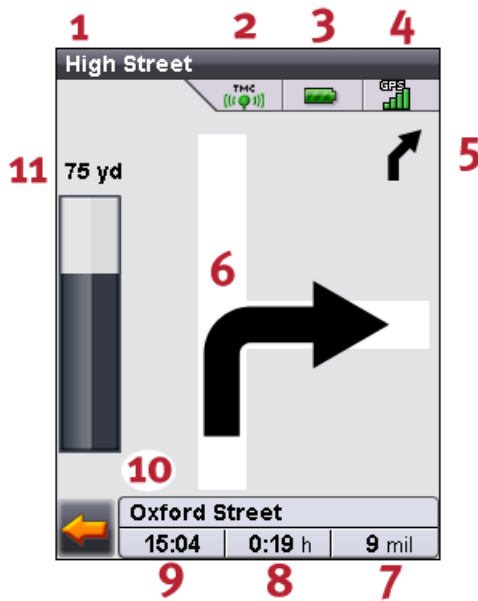 1 2 3 4
High Street
TMC GPS
5
11 75 yd
6
10
Oxford Street
15:04 0:19 h 9 mil
9 8 7